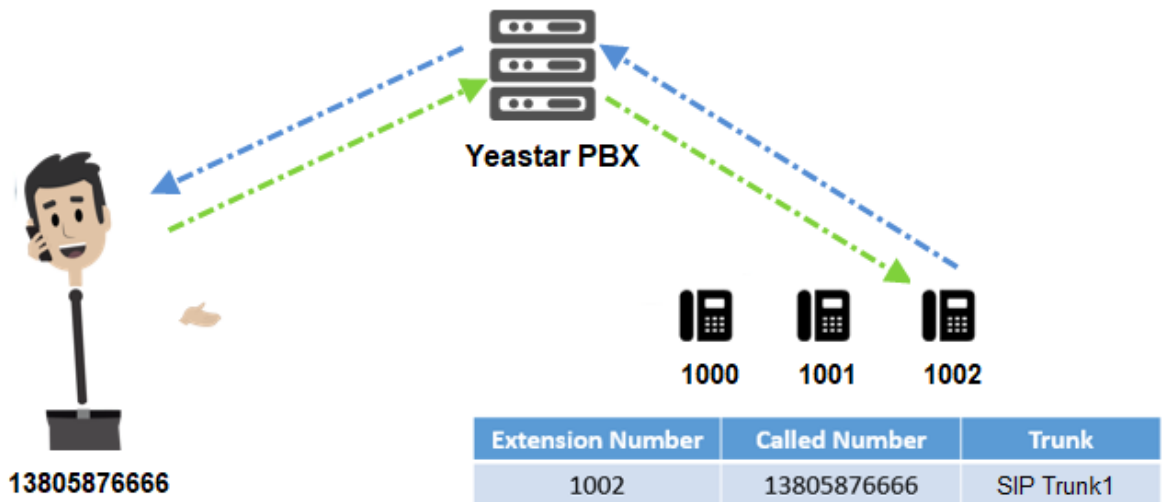 Yeastar PBX
1000 1001 1002
Extension Number Called Number Trunk
1002 13805876666 SIP Trunk1
13805876666